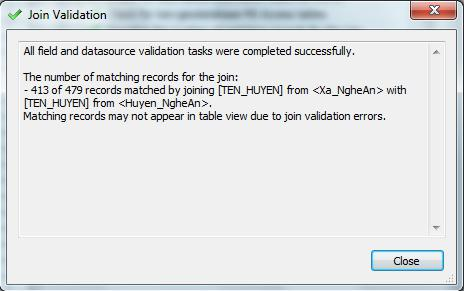 Join Validation
All field and datasource validation tasks were completed successfully.
The number of matching records for the join:
- 413 of 479 records matched by joining [TEN_HUYEN] from <Xa_NgheAn> with
[TEN_HUYEN] from <Huyen_NgheAn>.
Matching records may not appear in table view due to join validation errors.
Close